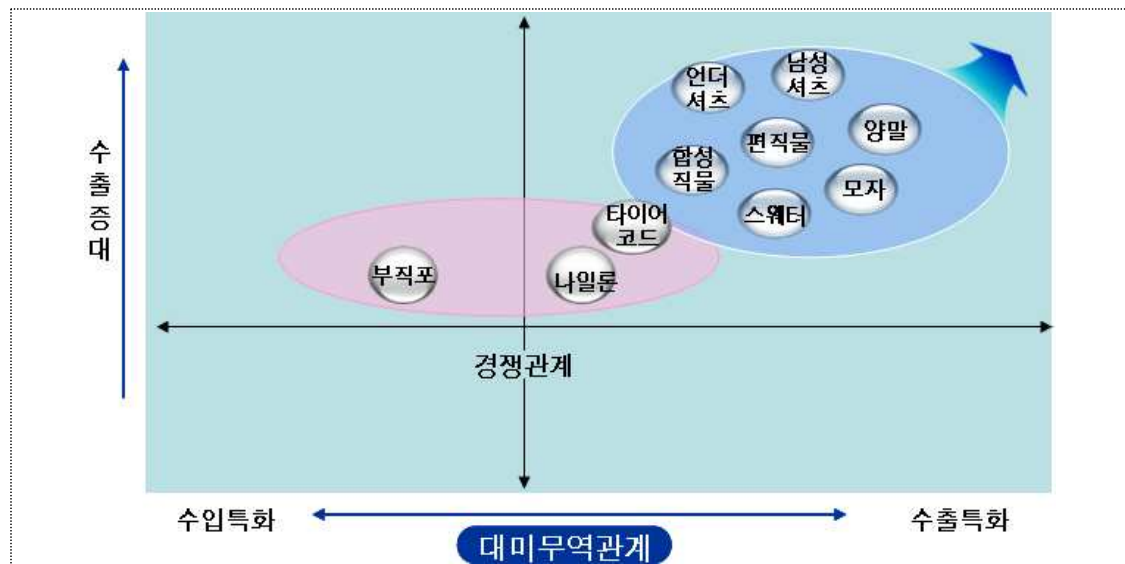 수출증대
언더
셔츠
남성
셔츠
양말
편직물
합성
직물
모자
스웨터
타이어
코드
부직포
나일론
경쟁관계
수입특화
수출특화
대미무역관계